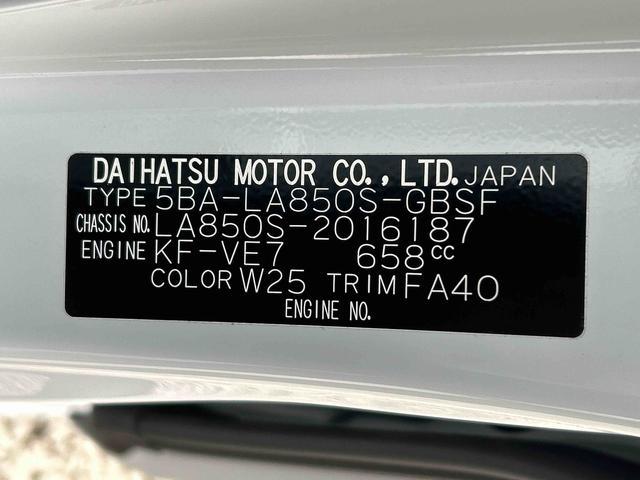 DAIHATSU MOTOR CO., LTD. JAPAN
TYPE 5BA-LA850S-GBSF
CHASSIS NO. LA850S-2016187
ENGINE KF-VE7 658cc
COLOR W25 TRIM FA40
ENGINE NO.